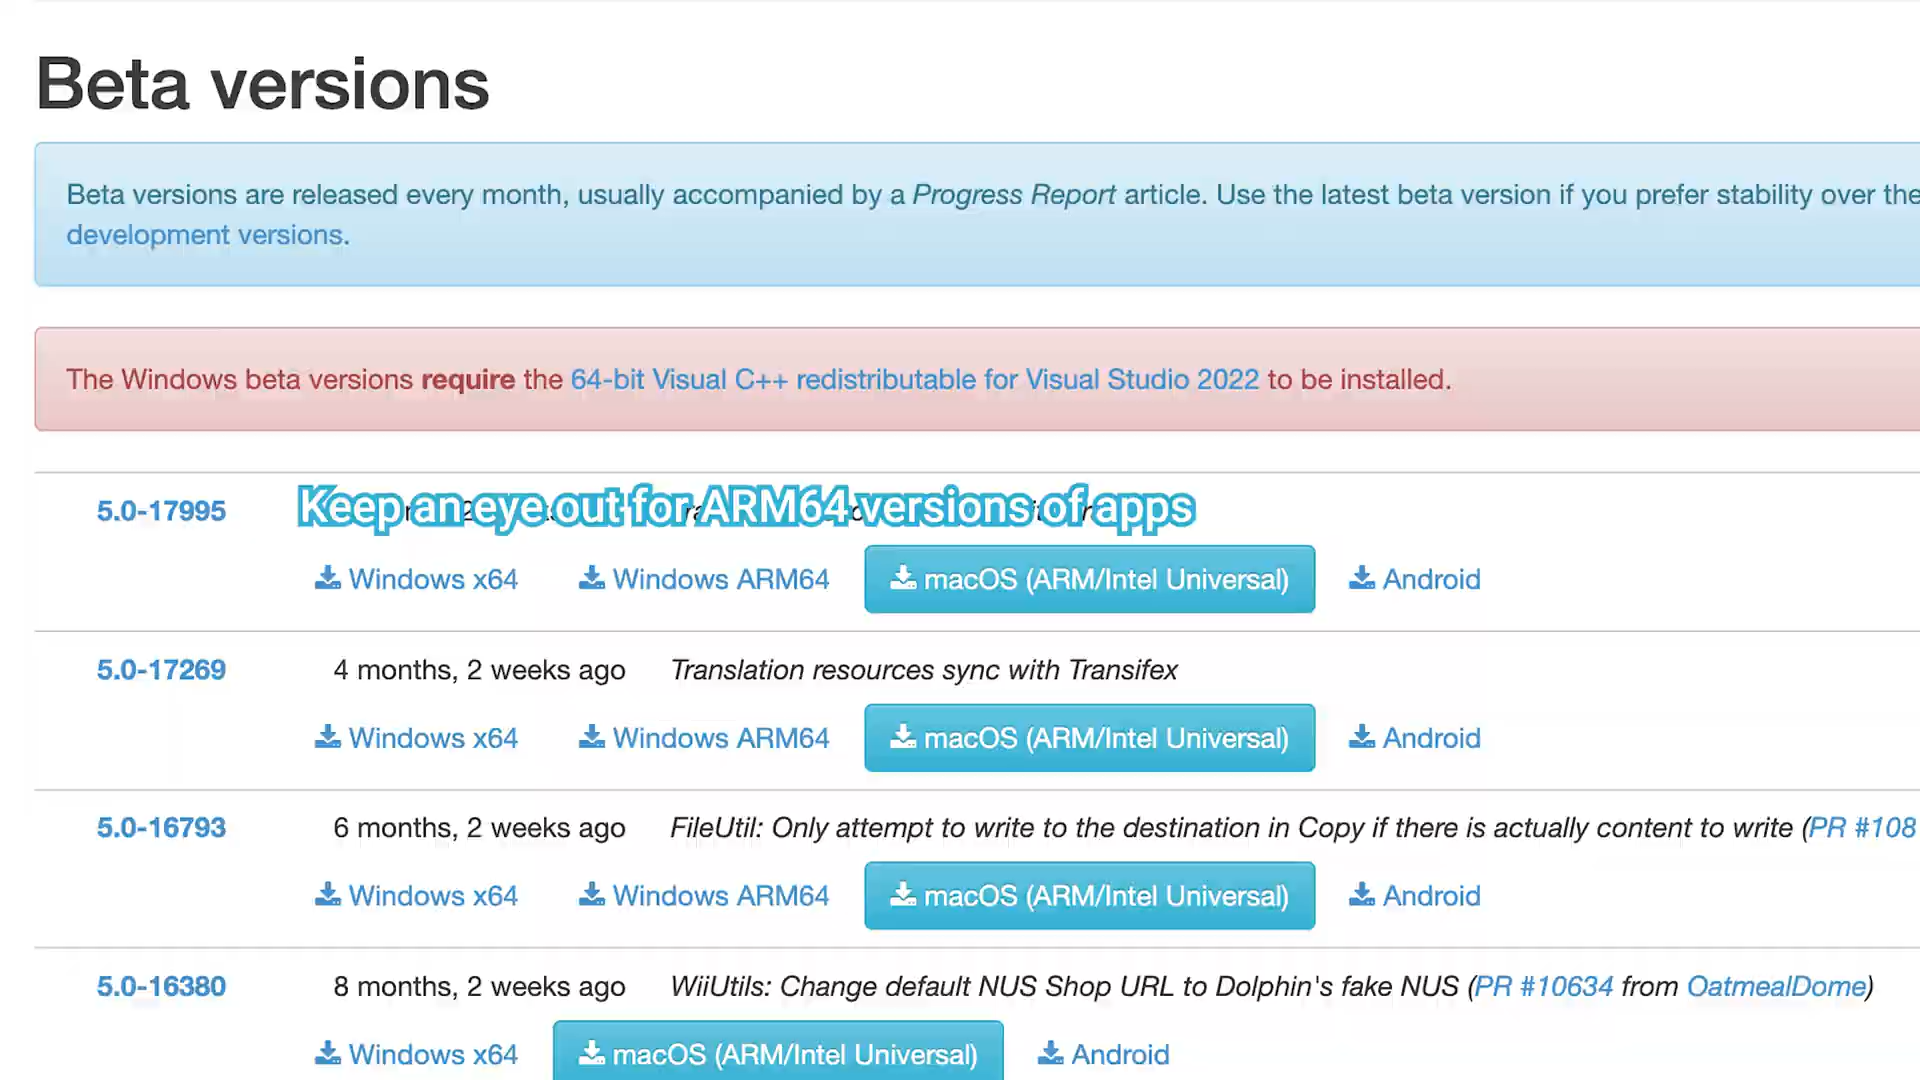 Beta versions
Beta versions are released every month, usually accompanied by a Progress Report article. Use the latest beta version if you prefer stability over the
development versions.
The Windows beta versions require the 64-bit Visual C++ redistributable for Visual Studio 2022 to be installed.
5.0-17995 Keep an eye out for ARM64 versions of apps
Windows x64 Windows ARM64 macOS (ARM/Intel Universal) Android
5.0-17269 4 months, 2 weeks ago Translation resources sync with Transifex
Windows x64 Windows ARM64 macOS (ARM/Intel Universal) Android
5.0-16793 6 months, 2 weeks ago FileUtil: Only attempt to write to the destination in Copy if there is actually content to write (PR #108
Windows x64 Windows ARM64 macOS (ARM/Intel Universal) Android
5.0-16380 8 months, 2 weeks ago WiiUtils: Change default NUS Shop URL to Dolphin's fake NUS (PR #10634 from OatmealDome)
Windows x64 macOS (ARM/Intel Universal) Android